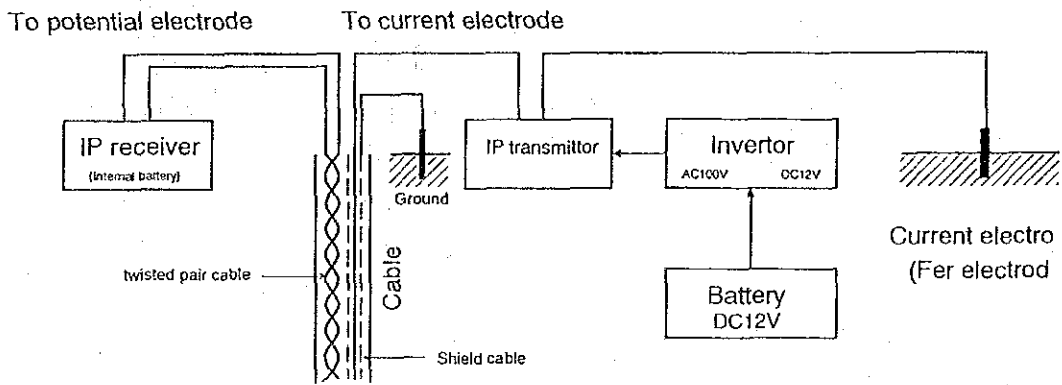 To potential electrode
To current electrode
IP receiver
(Internal battery)
IP transmittor
Invertor
AC100V DC12V
Ground
Current electro
(Fer electrod
twisted pair cable
Cable
Battery
DC12V
Shield cable